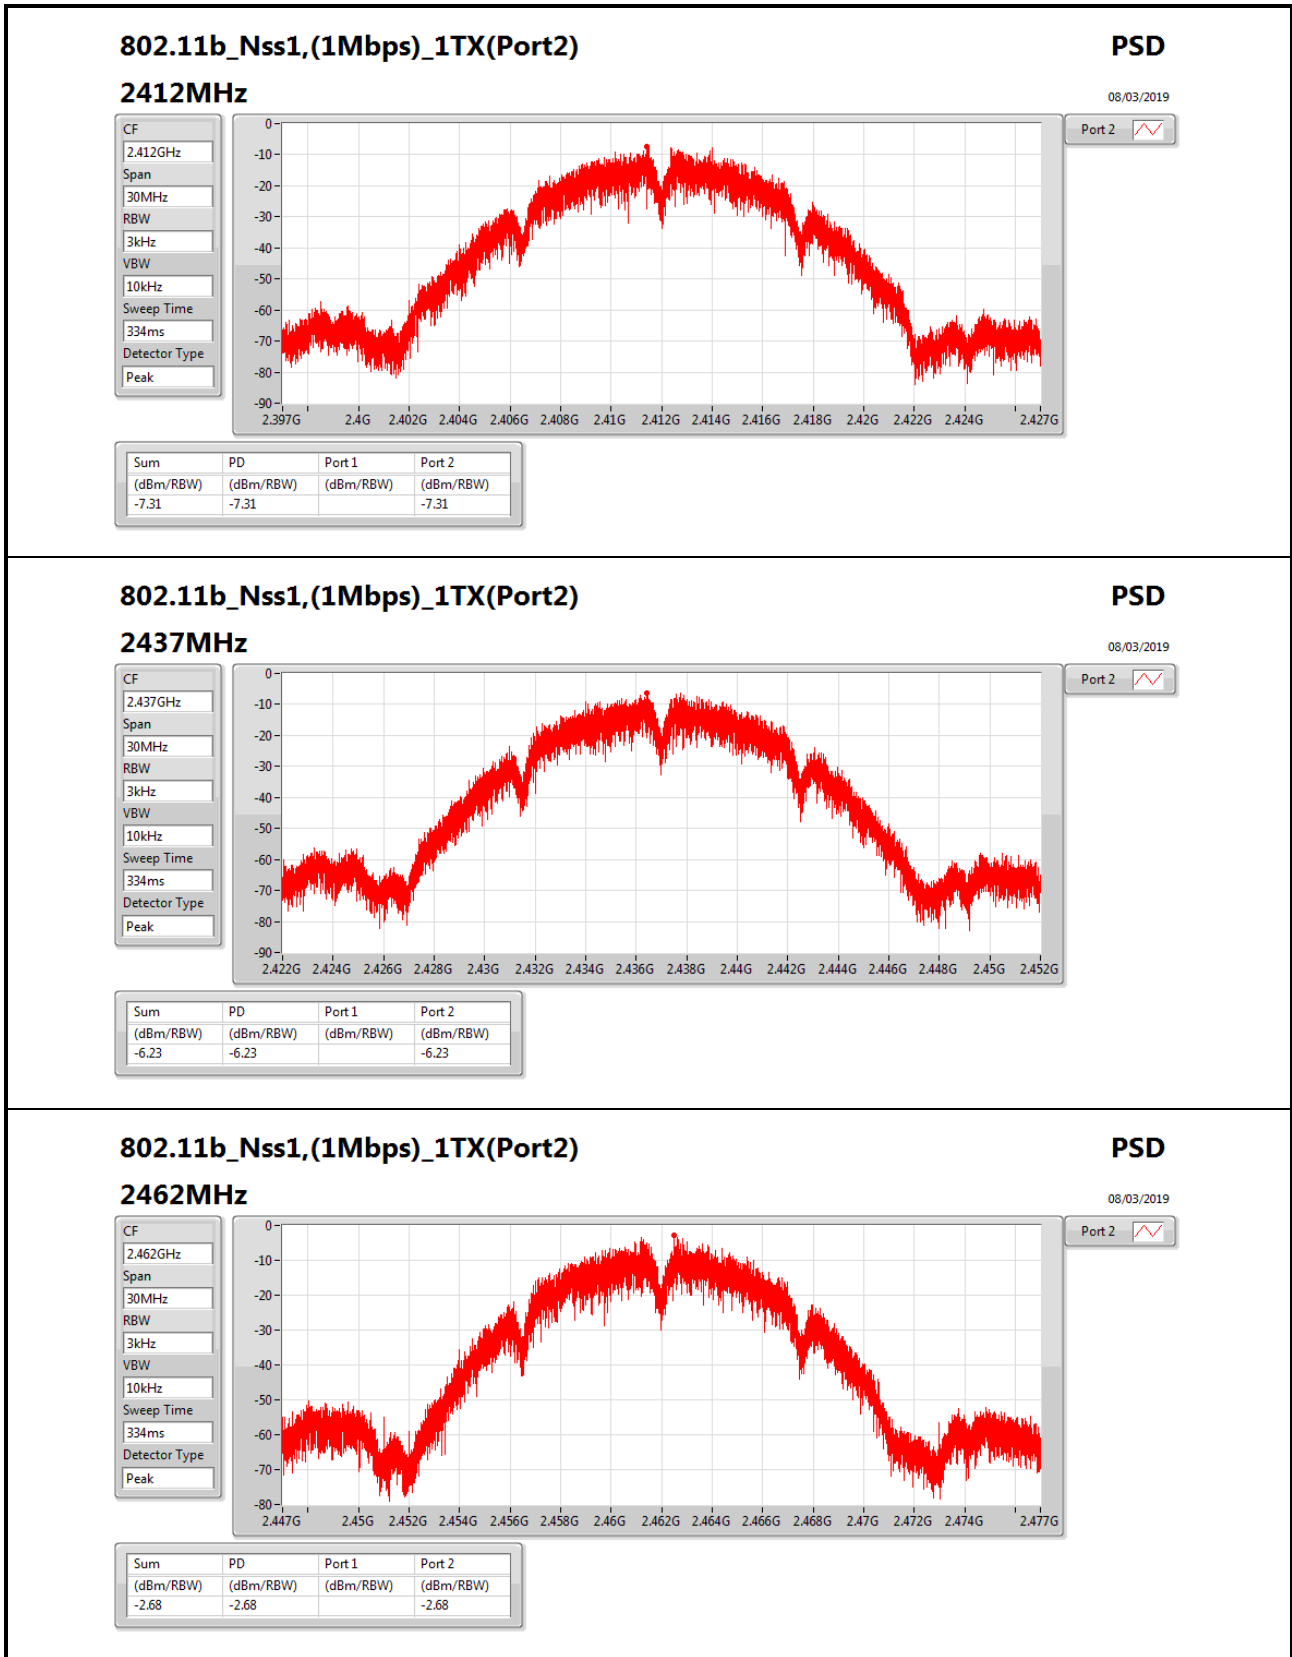 802.11b_Nss1,(1Mbps)_1TX(Port2) PSD
2412MHz 08/03/2019
CF
2.412GHz
Span
30MHz
RBW
3kHz
VBW
10kHz
Sweep Time
334ms
Detector Type
Peak
0
-10
-20
-30
-40
-50
-60
-70
-80
-90
2.397G 2.4G 2.402G 2.404G 2.406G 2.408G 2.41G 2.412G 2.414G 2.416G 2.418G 2.42G 2.422G 2.424G 2.427G
Port 2
Sum PD Port 1 Port 2
(dBm/RBW) (dBm/RBW) (dBm/RBW) (dBm/RBW)
-7.31 -7.31 -7.31
802.11b_Nss1,(1Mbps)_1TX(Port2) PSD
2437MHz 08/03/2019
CF
2.437GHz
Span
30MHz
RBW
3kHz
VBW
10kHz
Sweep Time
334ms
Detector Type
Peak
0
-10
-20
-30
-40
-50
-60
-70
-80
-90
2.422G 2.424G 2.426G 2.428G 2.43G 2.432G 2.434G 2.436G 2.438G 2.44G 2.442G 2.444G 2.446G 2.448G 2.45G 2.452G
Port 2
Sum PD Port 1 Port 2
(dBm/RBW) (dBm/RBW) (dBm/RBW) (dBm/RBW)
-6.23 -6.23 -6.23
802.11b_Nss1,(1Mbps)_1TX(Port2) PSD
2462MHz 08/03/2019
CF
2.462GHz
Span
30MHz
RBW
3kHz
VBW
10kHz
Sweep Time
334ms
Detector Type
Peak
0
-10
-20
-30
-40
-50
-60
-70
-80
2.447G 2.45G 2.452G 2.454G 2.456G 2.458G 2.46G 2.462G 2.464G 2.466G 2.468G 2.47G 2.472G 2.474G 2.477G
Port 2
Sum PD Port 1 Port 2
(dBm/RBW) (dBm/RBW) (dBm/RBW) (dBm/RBW)
-2.68 -2.68 -2.68